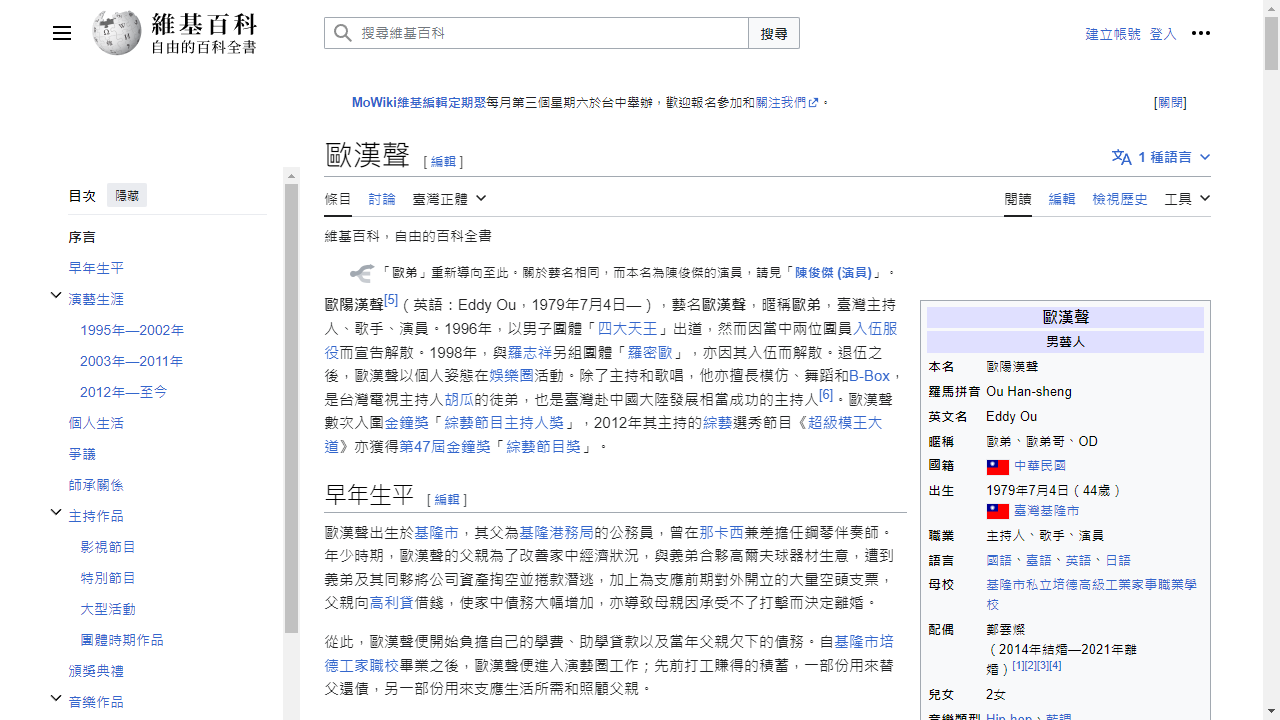 維基百科
自由的百科全書
搜尋維基百科
搜尋
建立帳號 登入
MoWiki維基編輯定期聚每月第三個星期六於台中舉辦，歡迎報名參加和關注我們。
[關閉]
歐漢聲 [編輯]
1 種語言
目次 隱藏
條目 討論 臺灣正體
閱讀 編輯 檢視歷史 工具
序言
早年生平
演藝生涯
1995年—2002年
2003年—2011年
2012年—至今
個人生活
爭議
師承關係
主持作品
影視節目
特別節目
大型活動
團體時期作品
頒獎典禮
音樂作品
維基百科，自由的百科全書
「歐弟」重新導向至此。關於藝名相同，而本名為陳俊傑的演員，請見「陳俊傑 (演員)」。
歐陽漢聲[5]（英語：Eddy Ou，1979年7月4日—），藝名歐漢聲，暱稱歐弟，臺灣主持
人、歌手、演員。1996年，以男子團體「四大天王」出道，然而因當中兩位團員入伍服
役而宣告解散。1998年，與羅志祥另組團體「羅密歐」，亦因其入伍而解散。退伍之
後，歐漢聲以個人姿態在娛樂圈活動。除了主持和歌唱，他亦擅長模仿、舞蹈和B-Box，
是台灣電視主持人胡瓜的徒弟，也是臺灣赴中國大陸發展相當成功的主持人[6]。歐漢聲
數次入圍金鐘獎「綜藝節目主持人獎」，2012年其主持的綜藝選秀節目《超級模王大
道》亦獲得第47屆金鐘獎「綜藝節目獎」。
早年生平 [編輯]
歐漢聲出生於基隆市，其父為基隆港務局的公務員，曾在那卡西兼差擔任鋼琴伴奏師。
年少時期，歐漢聲的父親為了改善家中經濟狀況，與義弟合夥高爾夫球器材生意，遭到
義弟及其同夥將公司資產掏空並捲款潛逃，加上為支應前期對外開立的大量空頭支票，
父親向高利貸借錢，使家中債務大幅增加，亦導致母親因承受不了打擊而決定離婚。
從此，歐漢聲便開始負擔自己的學費、助學貸款以及當年父親欠下的債務。自基隆市培
德工家職校畢業之後，歐漢聲便進入演藝圈工作；先前打工賺得的積蓄，一部份用來替
父還債，另一部份用來支應生活所需和照顧父親。
歐漢聲
男藝人
本名 歐陽漢聲
羅馬拼音 Ou Han-sheng
英文名 Eddy Ou
暱稱 歐弟、歐弟哥、OD
國籍 中華民國
出生 1979年7月4日（44歲）
臺灣基隆市
職業 主持人、歌手、演員
語言 國語、臺語、英語、日語
母校 基隆市私立培德高級工業家事職業學
校
配偶 鄭雲燦
（2014年結婚—2021年離
婚）[1][2][3][4]
兒女 2女
音樂類型 Hip-hop、藍調